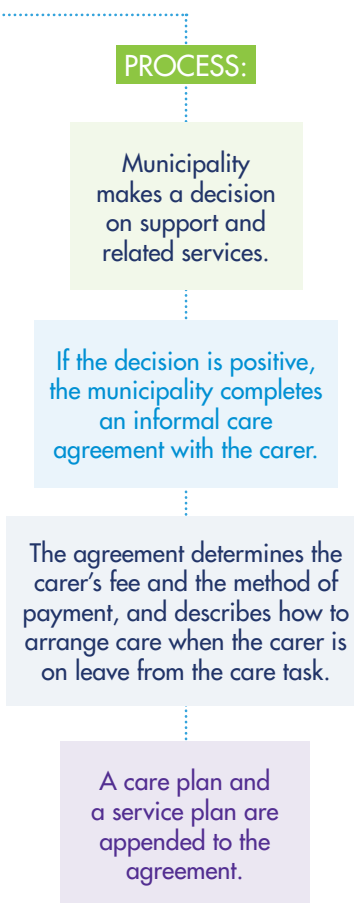 PROCESS:
Municipality
makes a decision
on support and
related services.
If the decision is positive,
the municipality completes
an informal care
agreement with the carer.
The agreement determines the
carer’s fee and the method of
payment, and describes how to
arrange care when the carer is
on leave from the care task.
A care plan and
a service plan are
appended to the
agreement.